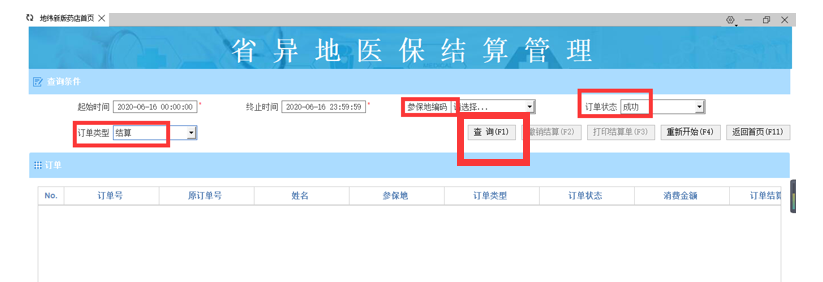 地纬新版药店首页
省异地医保结算管理
查询条件
起始时间 2020-06-16 00:00:00 * 终止时间 2020-06-16 23:59:59 * 参保地编码 请选择... 订单状态 成功
订单类型 结算 查 询(F1) 撤销结算(F2) 打印结算单(F3) 重新开始(F4) 返回首页(F11)
订单
No. 订单号 原订单号 姓名 参保地 订单类型 订单状态 消费金额 订单结算